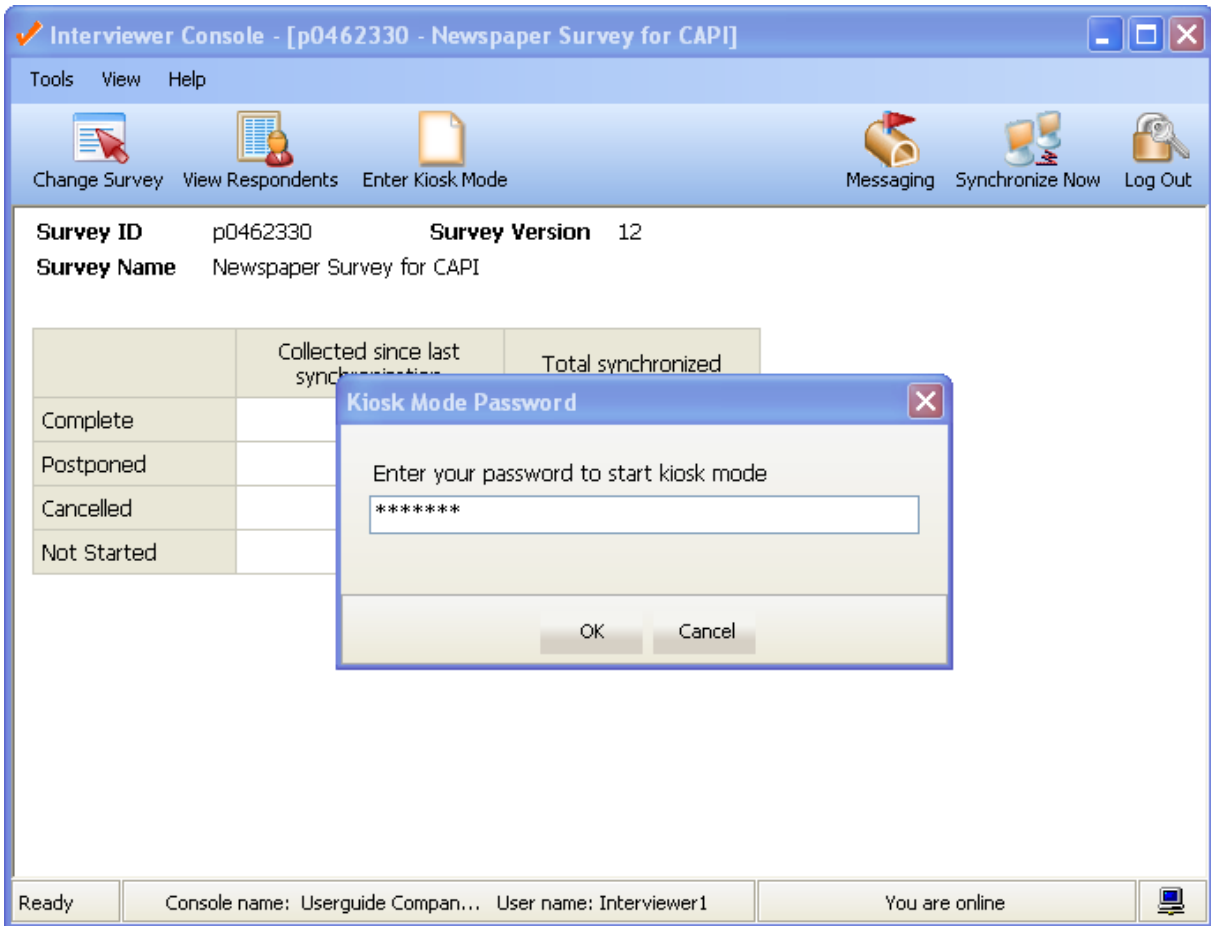 Interviewer Console - [p0462330 - Newspaper Survey for CAPI]
Tools View Help
Change Survey View Respondents Enter Kiosk Mode Messaging Synchronize Now Log Out
Survey ID p0462330 Survey Version 12
Survey Name Newspaper Survey for CAPI
Collected since last
Total synchronized
Kiosk Mode Password
Complete
Postponed
Cancelled
Not Started
Enter your password to start kiosk mode
*******
OK Cancel
Ready Console name: Userguide Compan... User name: Interviewer1 You are online